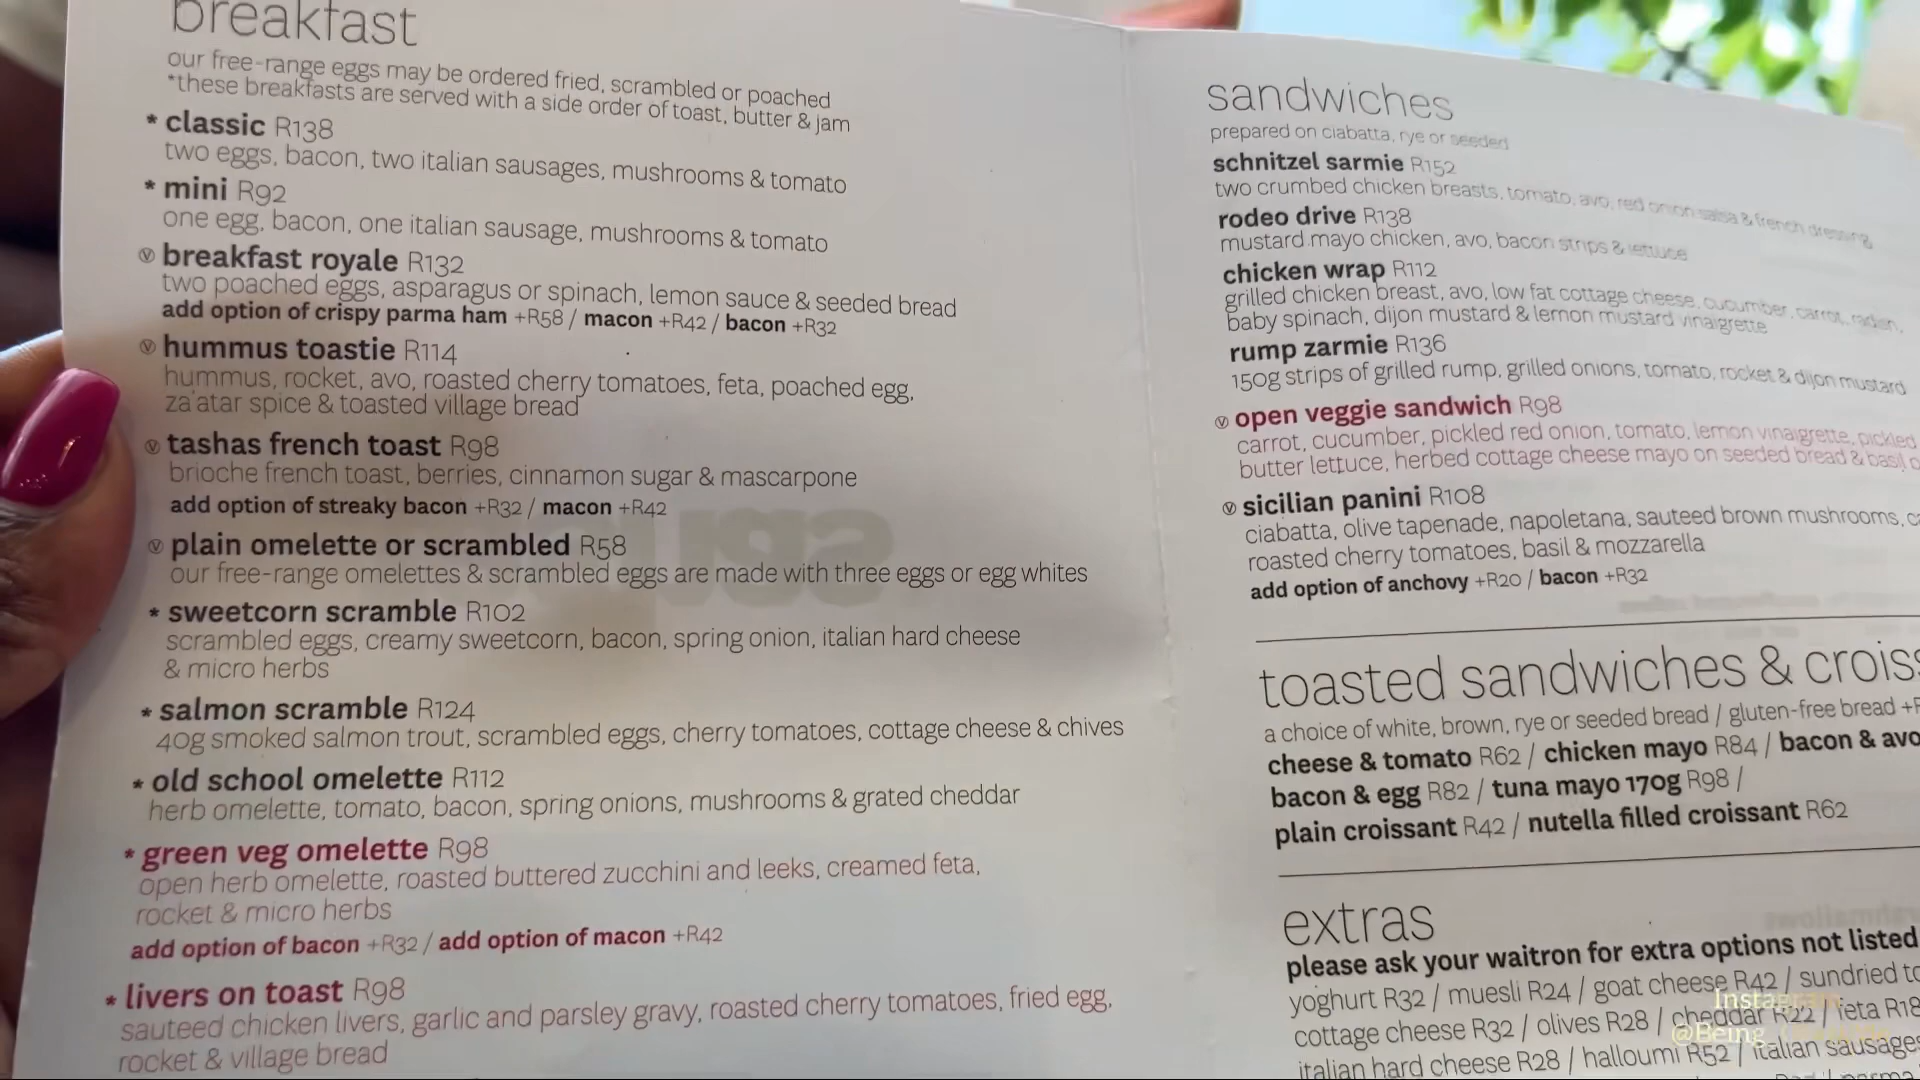 breakfast
our free-range eggs may be ordered fried, scrambled or poached
*these breakfasts are served with a side order of toast, butter & jam
* classic R138
two eggs, bacon, two italian sausages, mushrooms & tomato
* mini R92
one egg, bacon, one italian sausage, mushrooms & tomato
Ⓥ breakfast royale R132
two poached eggs, asparagus or spinach, lemon sauce & seeded bread
add option of crispy parma ham +R58 / macon +R42 / bacon +R32
Ⓥ hummus toastie R114
hummus, rocket, avo, roasted cherry tomatoes, feta, poached egg,
za'atar spice & toasted village bread
Ⓥ tashas french toast R98
brioche french toast, berries, cinnamon sugar & mascarpone
add option of streaky bacon +R32 / macon +R42
Ⓥ plain omelette or scrambled R58
our free-range omelettes & scrambled eggs are made with three eggs or egg whites
* sweetcorn scramble R102
scrambled eggs, creamy sweetcorn, bacon, spring onion, italian hard cheese
& micro herbs
* salmon scramble R124
40g smoked salmon trout, scrambled eggs, cherry tomatoes, cottage cheese & chives
* old school omelette R112
herb omelette, tomato, bacon, spring onions, mushrooms & grated cheddar
* green veg omelette R98
open herb omelette, roasted buttered zucchini and leeks, creamed feta,
rocket & micro herbs
add option of bacon +R32 / add option of macon +R42
* livers on toast R98
sauteed chicken livers, garlic and parsley gravy, roasted cherry tomatoes, fried egg,
rocket & village bread
sandwiches
prepared on ciabatta, rye or seeded
schnitzel sarmie R152
two crumbed chicken breasts, tomato, avo, red onion salsa & french dressing
rodeo drive R138
mustard mayo chicken, avo, bacon strips & lettuce
chicken wrap R112
grilled chicken breast, avo, low fat cottage cheese, cucumber, carrot,
baby spinach, dijon mustard & lemon mustard vinaigrette
rump zarmie R136
150g strips of grilled rump, grilled onions, tomato, rocket & dijon mustard
Ⓥ open veggie sandwich R98
carrot, cucumber, pickled red onion, tomato, lemon vinaigrette, pickled
butter lettuce, herbed cottage cheese mayo on seeded bread & basil
Ⓥ sicilian panini R108
ciabatta, olive tapenade, napoletana, sauteed brown mushrooms,
roasted cherry tomatoes, basil & mozzarella
add option of anchovy +R20 / bacon +R32
toasted sandwiches & crois
a choice of white, brown, rye or seeded bread / gluten-free bread
cheese & tomato R62 / chicken mayo R84 / bacon & avo
bacon & egg R82 / tuna mayo 170g R98 /
plain croissant R42 / nutella filled croissant R62
extras
please ask your waitron for extra options not listed
yoghurt R32 / muesli R24 / goat cheese R42 / sundried
cottage cheese R32 / olives R28 / cheddar R22 / feta R18
italian hard cheese R28 / halloumi R52 / italian sausages
Instagram
@Being_